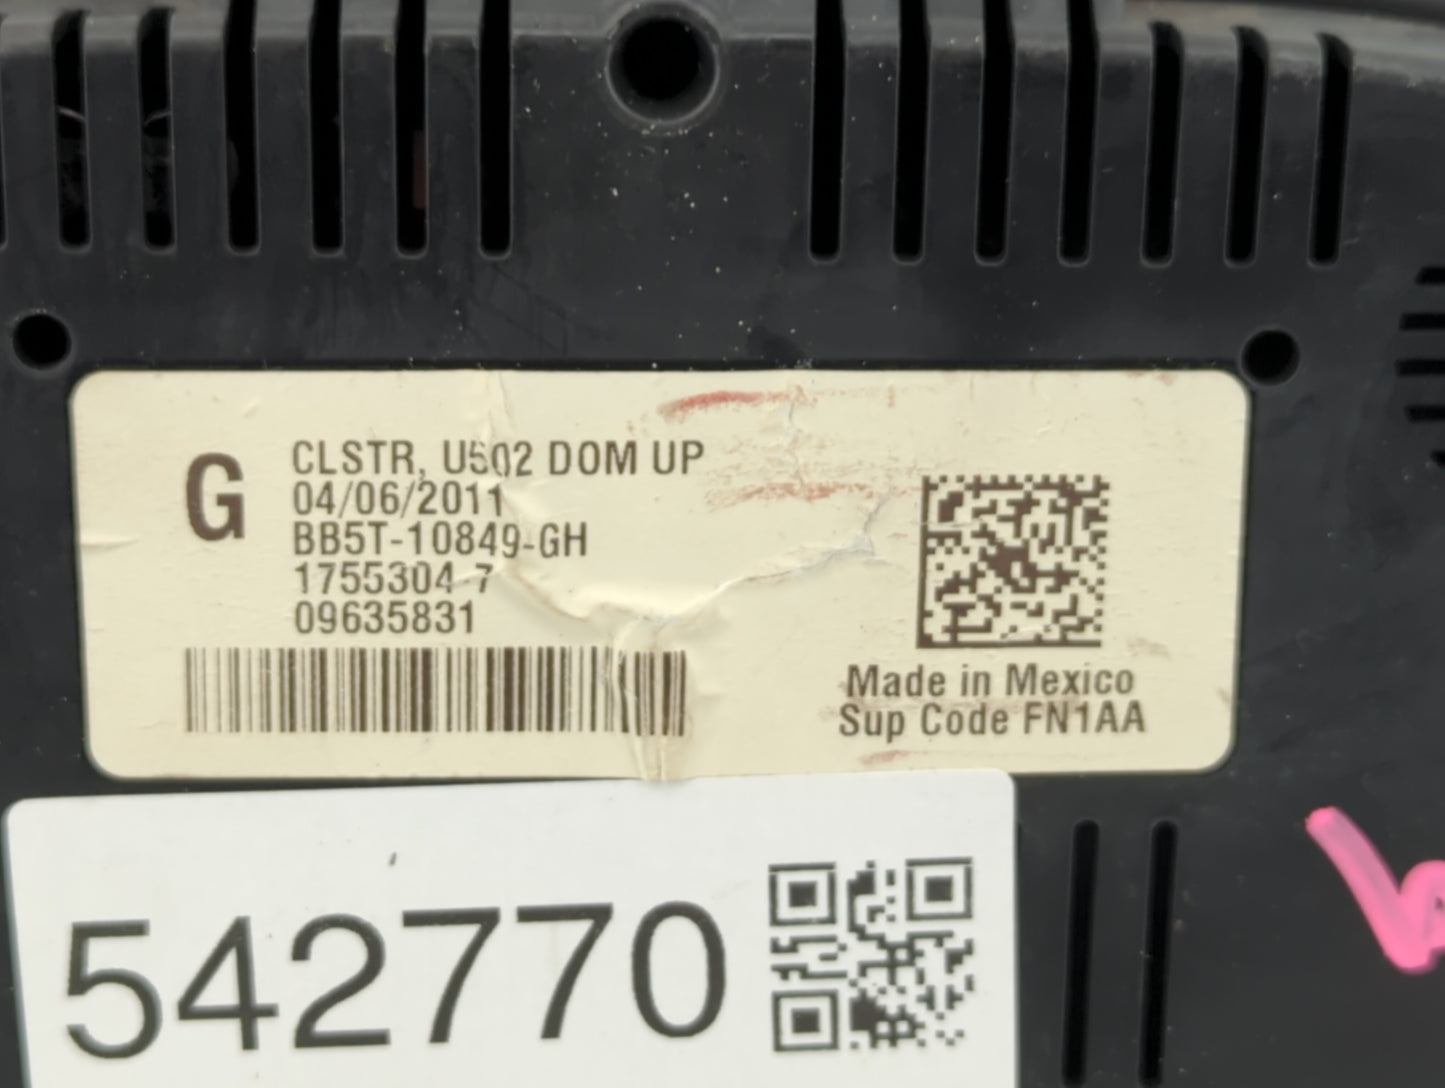 G
CLSTR, U502 DOM UP
04/06/2011
BB5T-10849-GH
1755304-7
09635831
Made in Mexico
Sup Code FN1AA
542770